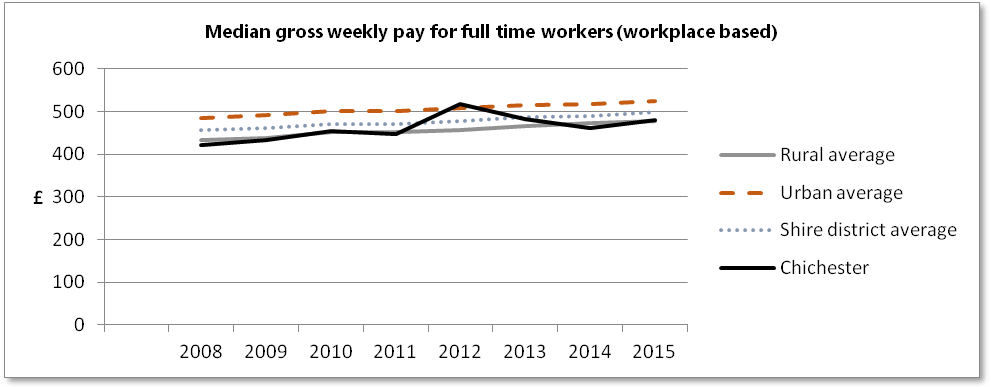 Median gross weekly pay for full time workers (workplace based)
600
500
400
300
200
100
0
£
2008 2009 2010 2011 2012 2013 2014 2015
Rural average
Urban average
Shire district average
Chichester